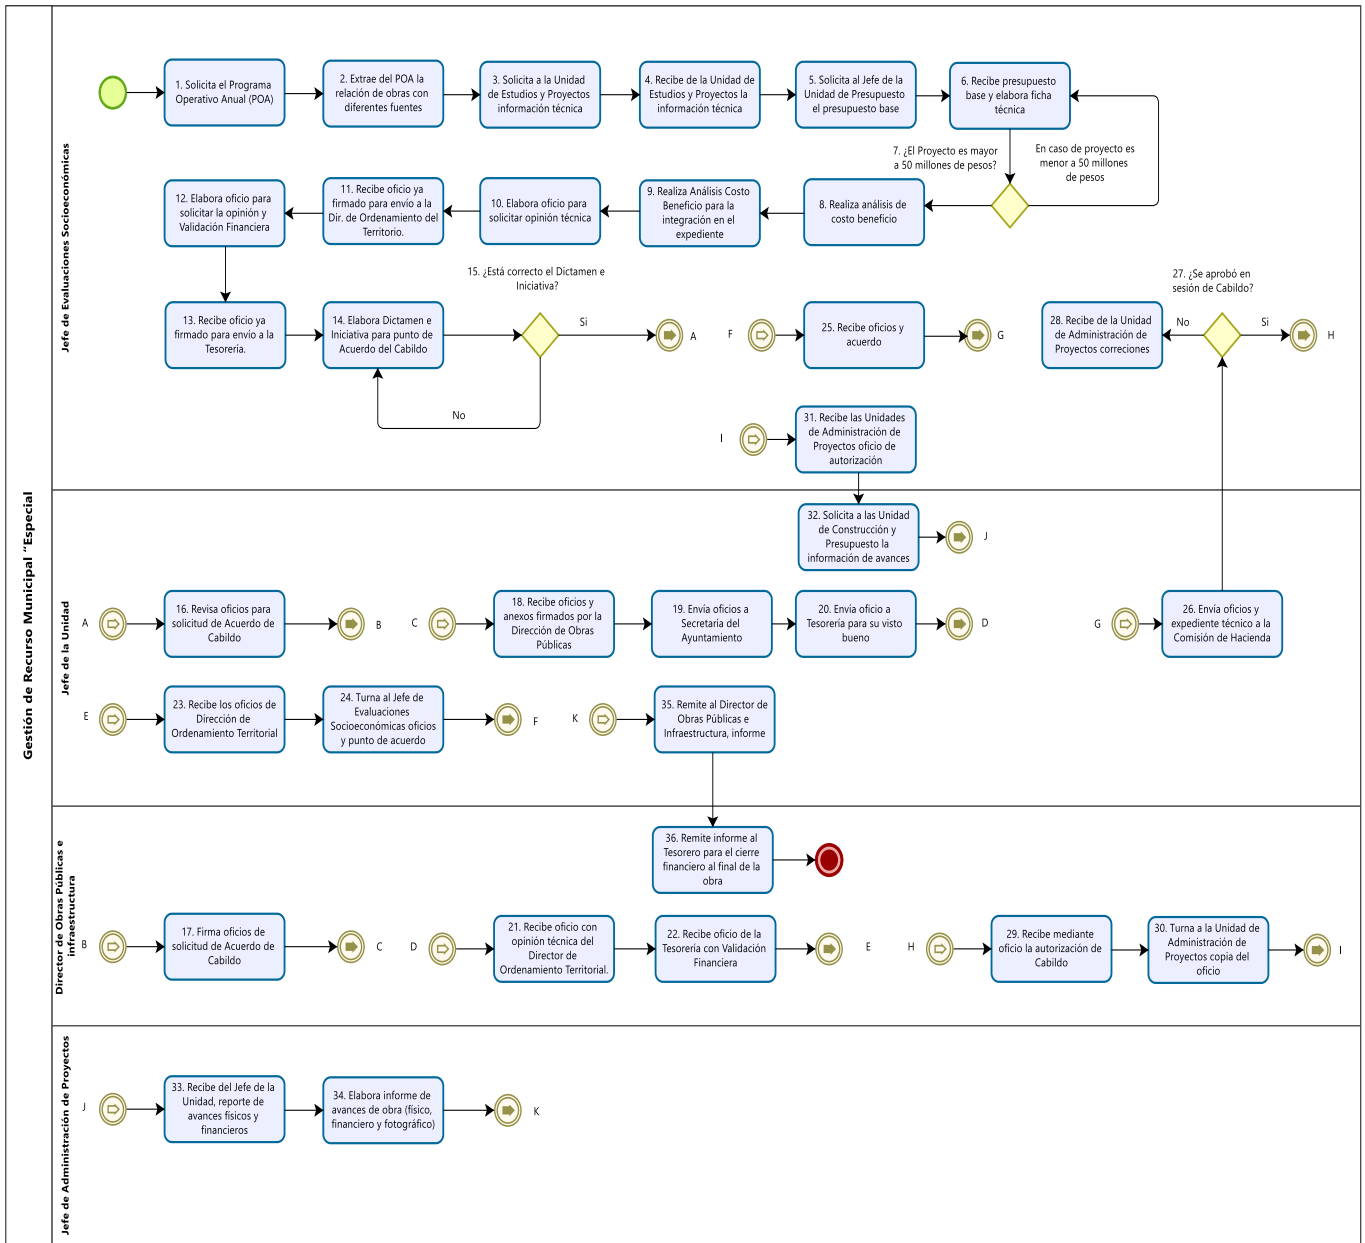 Gestión de Recurso Municipal “Especial
Jefe de Evaluaciones Socioeconómicas
1. Solicita el Programa
Operativo Anual (POA)
2. Extrae del POA la
relación de obras con
diferentes fuentes
3. Solicita a la Unidad
de Estudios y Proyectos
información técnica
4. Recibe de la Unidad de
Estudios y Proyectos la
información técnica
5. Solicita al Jefe de la
Unidad de Presupuesto
el presupuesto base
6. Recibe presupuesto
base y elabora ficha
técnica
7. ¿El Proyecto es mayor
a 50 millones de pesos?
En caso de proyecto es
menor a 50 millones
de pesos
8. Realiza análisis de
costo beneficio
9. Realiza Análisis Costo
Beneficio para la
integración en el
expediente
10. Elabora oficio para
solicitar opinión técnica
11. Recibe oficio ya
firmado para envío a la
Dir. de Ordenamiento del
Territorio.
12. Elabora oficio para
solicitar la opinión y
Validación Financiera
13. Recibe oficio ya
firmado para envío a la
Tesorería.
14. Elabora Dictamen e
Iniciativa para punto de
Acuerdo del Cabildo
15. ¿Está correcto el Dictamen e
Iniciativa?
Si
A
No
F
25. Recibe oficios y
acuerdo
G
27. ¿Se aprobó en
sesión de Cabildo?
28. Recibe de la Unidad
de Administración de
Proyectos correciones
No
Si
H
I
31. Recibe las Unidades
de Administración de
Proyectos oficio de
autorización
Jefe de la Unidad
32. Solicita a las Unidad
de Construcción y
Presupuesto la
información de avances
J
A
16. Revisa oficios para
solicitud de Acuerdo de
Cabildo
B
C
18. Recibe oficios y
anexos firmados por la
Dirección de Obras
Públicas
19. Envía oficios a
Secretaría del
Ayuntamiento
20. Envía oficio a
Tesorería para su visto
bueno
D
G
26. Envía oficios y
expediente técnico a la
Comisión de Hacienda
E
23. Recibe los oficios de
Dirección de
Ordenamiento Territorial
24. Turna al Jefe de
Evaluaciones
Socioeconómicas oficios
y punto de acuerdo
F
K
35. Remite al Director de
Obras Públicas e
Infraestructura, informe
Director de Obras Públicas e
infraestructura
36. Remite informe al
Tesorero para el cierre
financiero al final de la
obra
B
17. Firma oficios de
solicitud de Acuerdo de
Cabildo
C
D
21. Recibe oficio con
opinión técnica del
Director de
Ordenamiento Territorial.
22. Recibe oficio de la
Tesorería con Validación
Financiera
E
H
29. Recibe mediante
oficio la autorización de
Cabildo
30. Turna a la Unidad de
Administración de
Proyectos copia del
oficio
I
Jefe de Administración de Proyectos
J
33. Recibe del Jefe de la
Unidad, reporte de
avances físicos y
financieros
34. Elabora informe de
avances de obra (físico,
financiero y fotográfico)
K